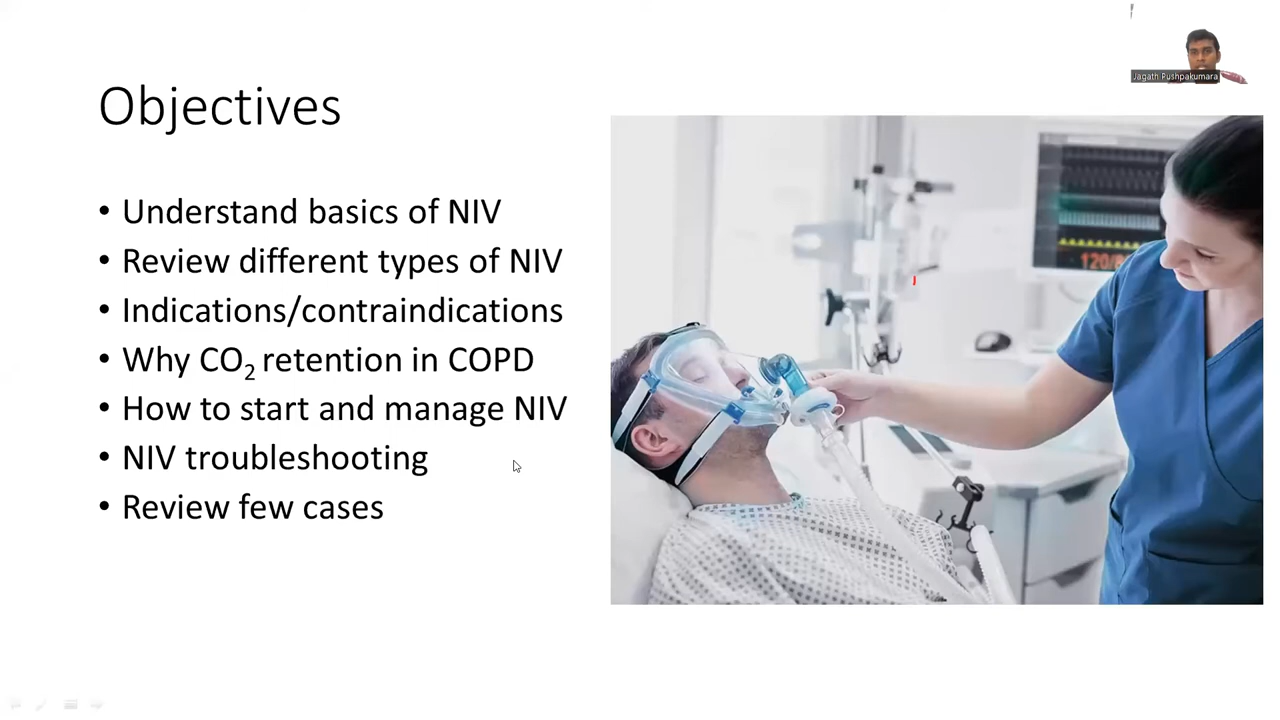 Jagath Pushpakumara
Objectives
• Understand basics of NIV
• Review different types of NIV
• Indications/contraindications
• Why CO₂ retention in COPD
• How to start and manage NIV
• NIV troubleshooting
• Review few cases